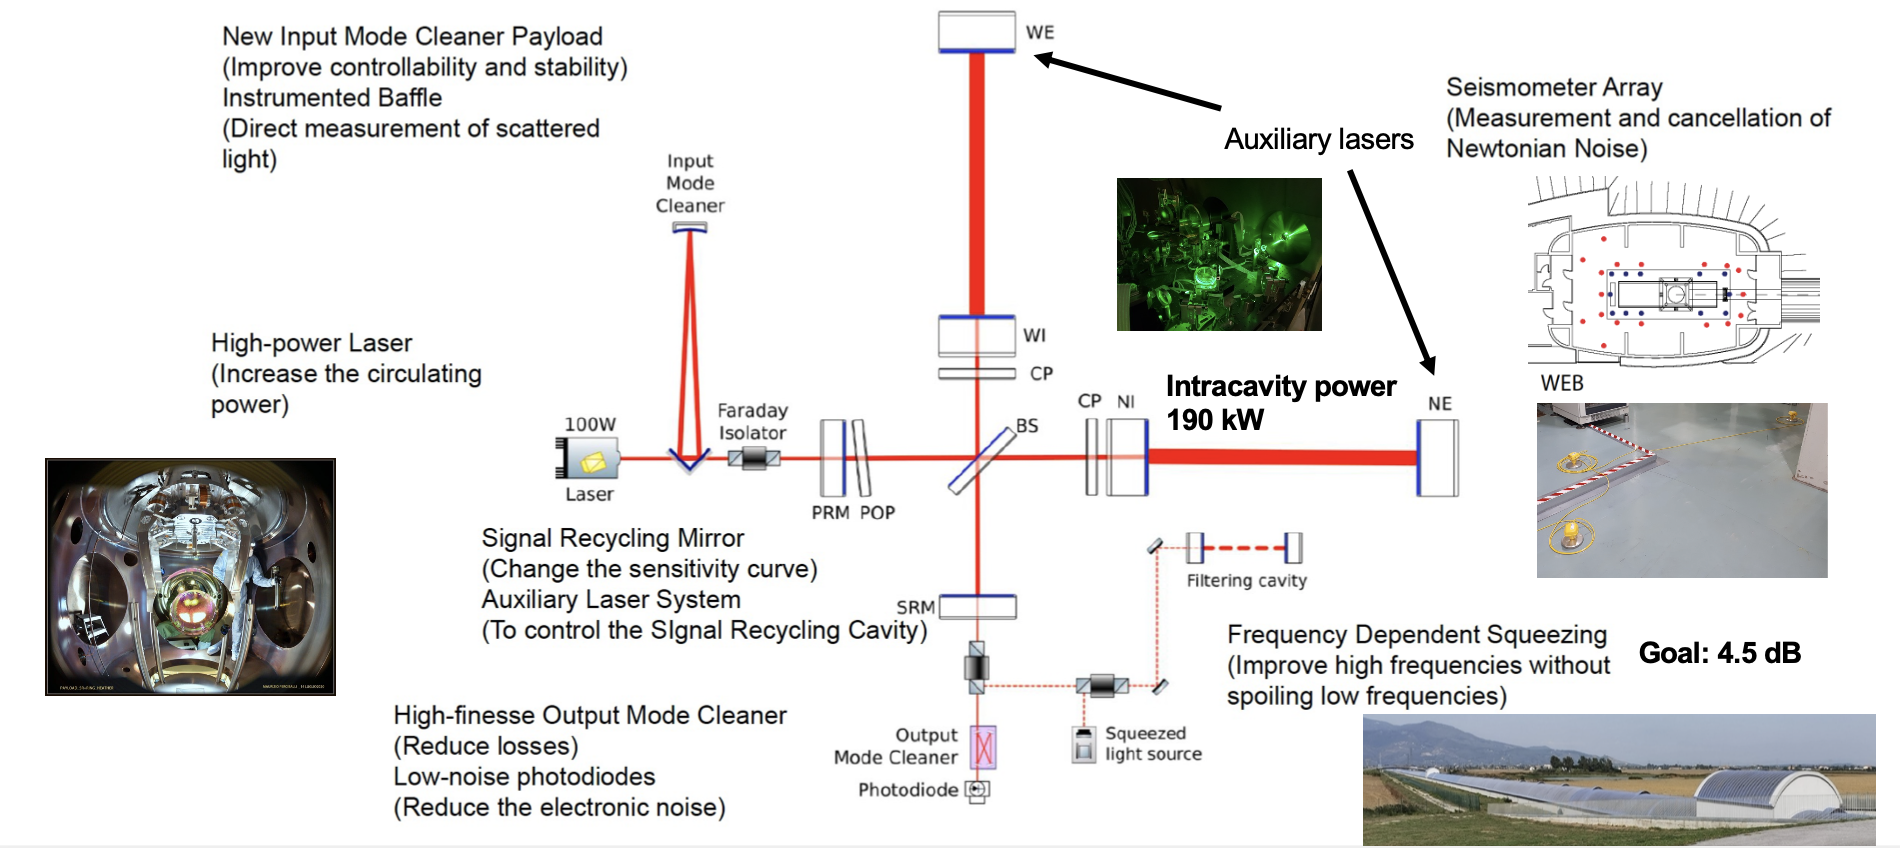 New Input Mode Cleaner Payload
(Improve controllability and stability)
Instrumented Baffle
(Direct measurement of scattered
light)
WE
Auxiliary lasers
Seismometer Array
(Measurement and cancellation of
Newtonian Noise)
Input
Mode
Cleaner
WI
CP
WEB
High-power Laser
(Increase the circulating
power)
100W
Laser
Faraday
Isolator
PRM POP
BS
CP NI
Intracavity power
190 kW
NE
Signal Recycling Mirror
(Change the sensitivity curve)
Auxiliary Laser System
(To control the SIgnal Recycling Cavity)
SRM
Filtering cavity
Frequency Dependent Squeezing
(Improve high frequencies without
spoiling low frequencies)
Goal: 4.5 dB
High-finesse Output Mode Cleaner
(Reduce losses)
Low-noise photodiodes
(Reduce the electronic noise)
Output
Mode Cleaner
Photodiode
Squeezed
light source